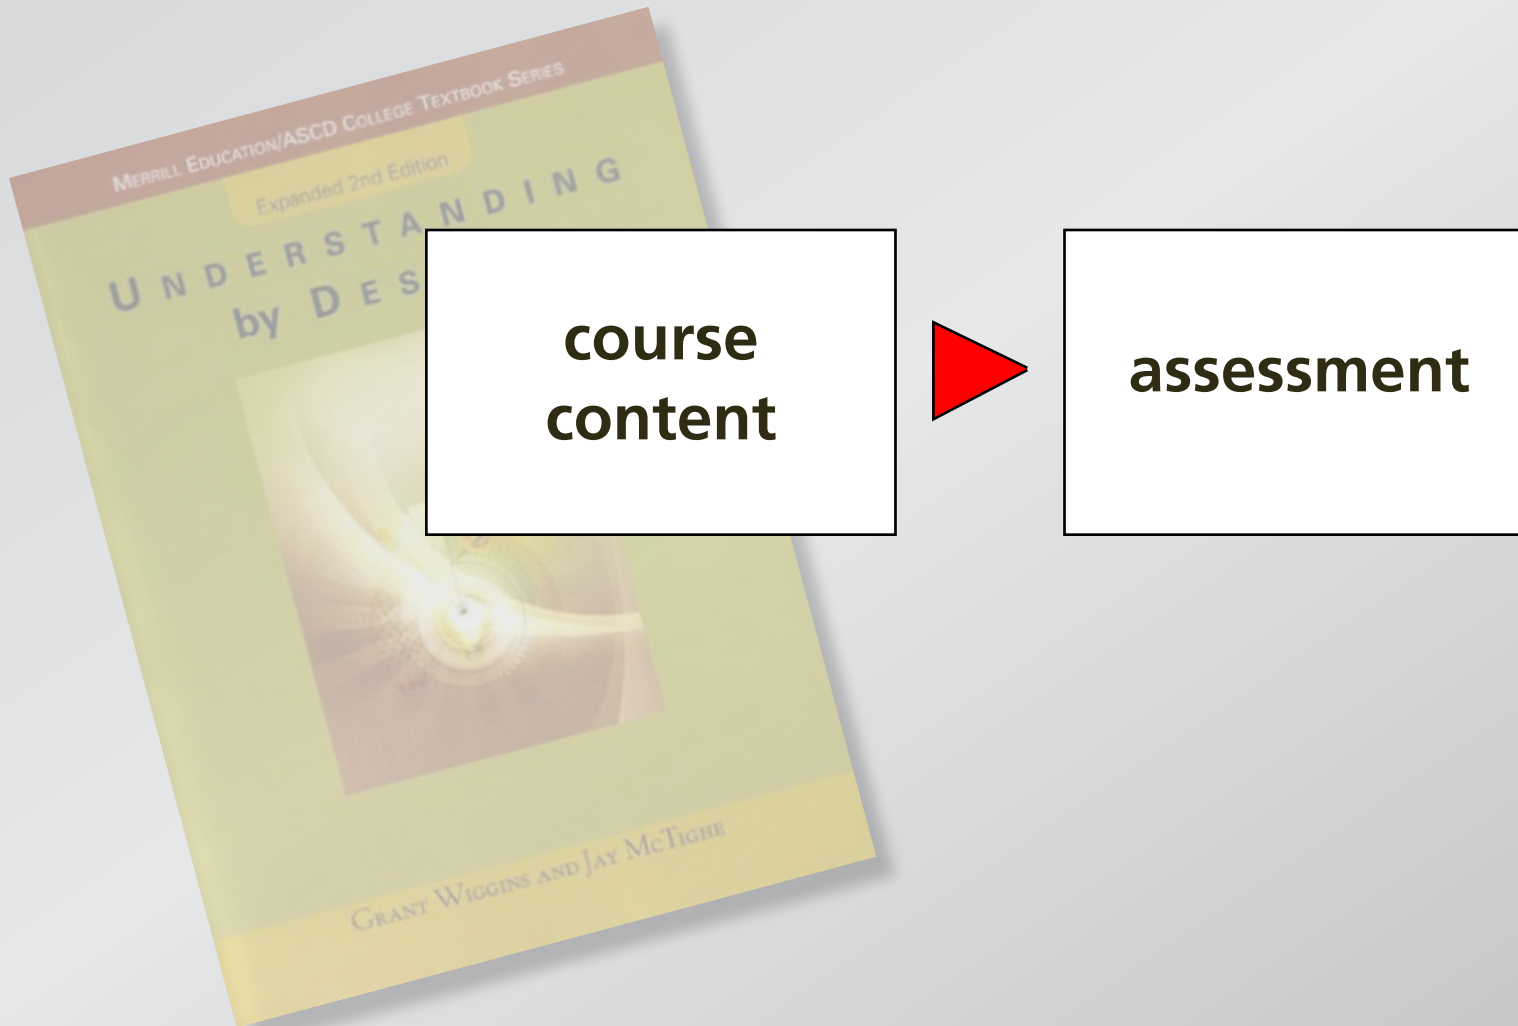 MERRILL EDUCATION/ASCD COLLEGE TEXTBOOK SERIES
Expanded 2nd Edition
UNDERSTANDING
by DES
course
content
assessment
GRANT WIGGINS AND JAY MCTIGHE